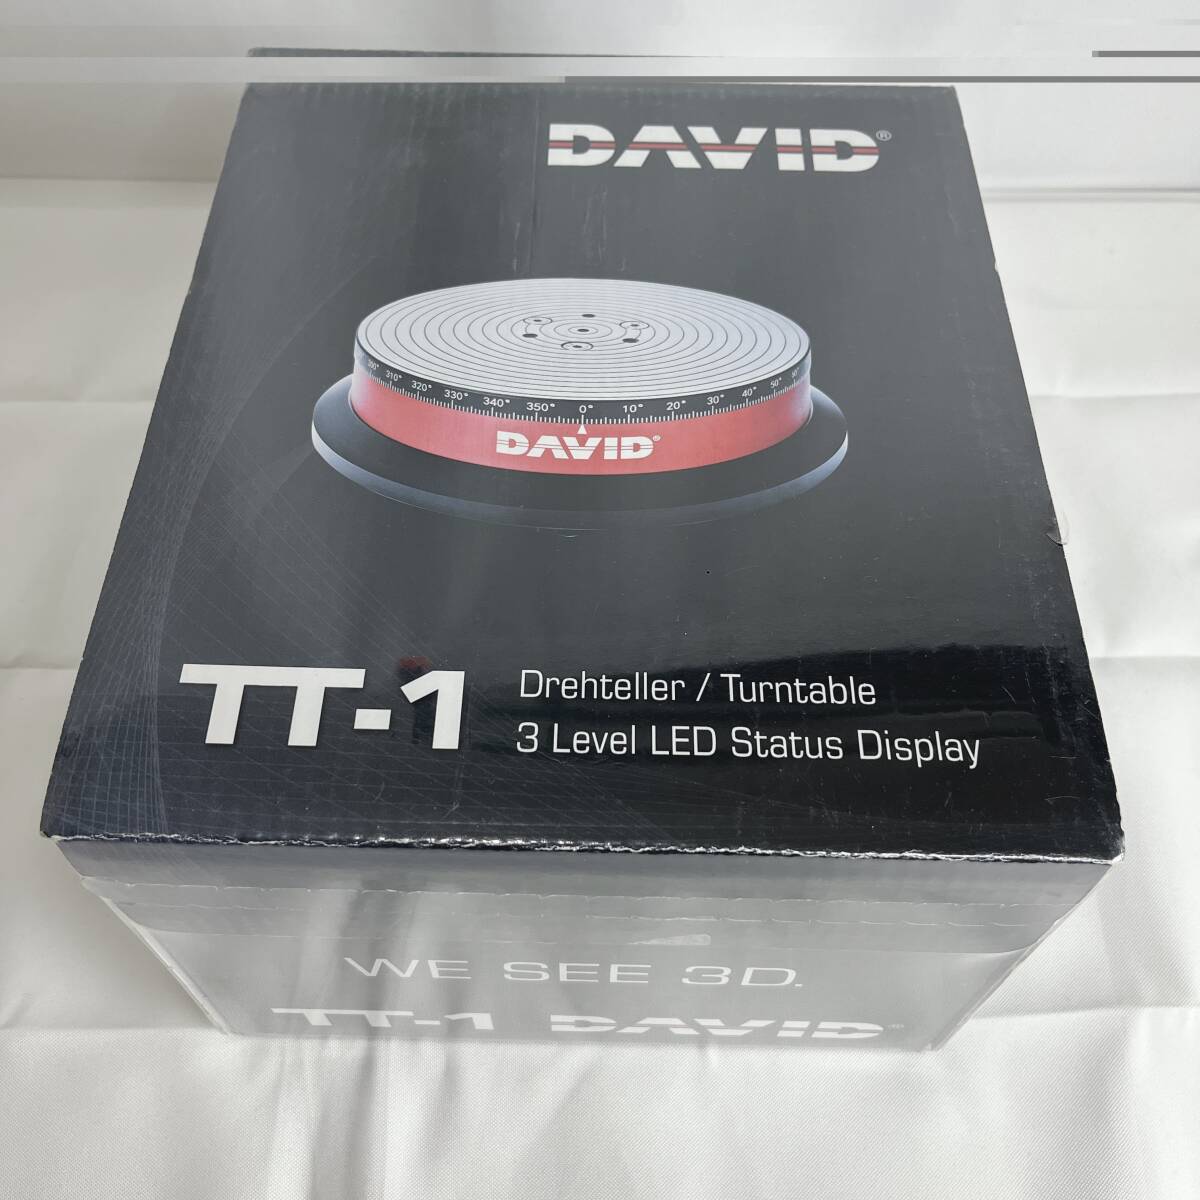 DAVID®
300° 310° 320° 330° 340° 350° 0° 10° 20° 30° 40° 50°
DAVID®
TT-1
Drehteller / Turntable
3 Level LED Status Display
WE SEE 3D.
TT-1 DAVID®